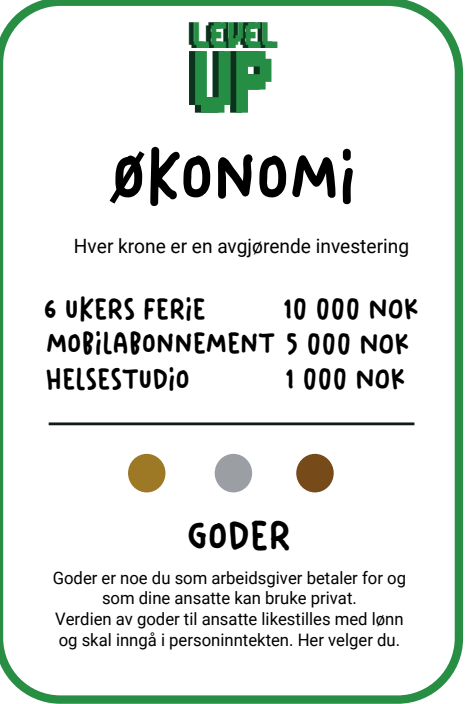 LEVEL
UP
ØKONOMi
Hver krone er en avgjørende investering
6 UKERS FERiE 10 000 NOK
MOBiLABONNEMENT 5 000 NOK
HELSESTUDiO 1 000 NOK
GODER
Goder er noe du som arbeidsgiver betaler for og
som dine ansatte kan bruke privat.
Verdien av goder til ansatte likestilles med lønn
og skal inngå i personinntekten. Her velger du.